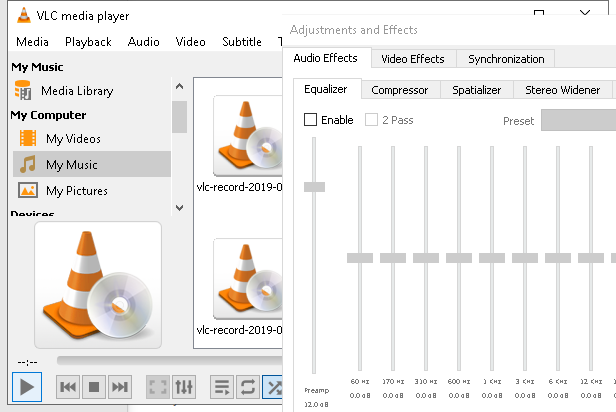 VLC media player
Media Playback Audio Video Subtitle
My Music
Media Library
My Computer
My Videos
My Music
My Pictures
Devices
vlc-record-2019-0
vlc-record-2019-0
--:--
Adjustments and Effects
Audio Effects Video Effects Synchronization
Equalizer Compressor Spatializer Stereo Widener
Enable 2 Pass Preset
60 Hz 170 Hz 310 Hz 600 Hz 1 KHz 3 KHz 6 KHz 12 KHz
Preamp 0.0 dB 0.0 dB 0.0 dB 0.0 dB 0.0 dB 0.0 dB 0.0 dB 0.0 dB
12.0 dB